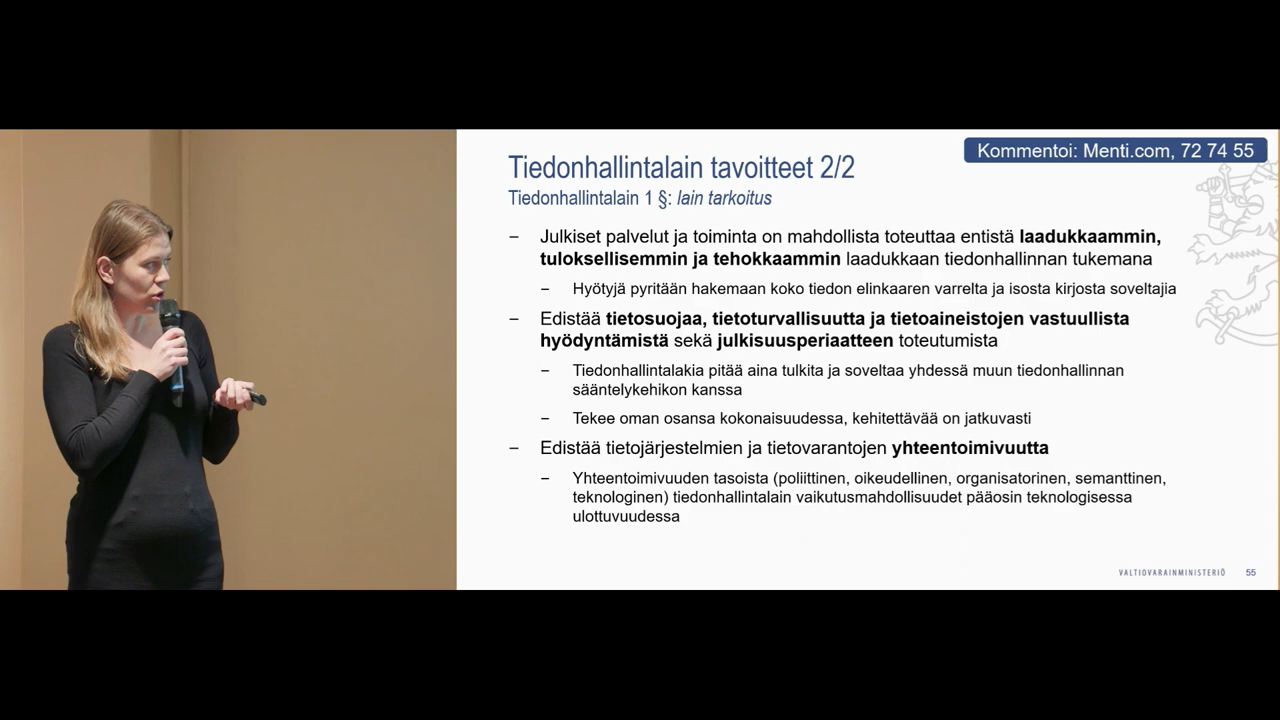 Kommentoi: Menti.com, 72 74 55
Tiedonhallintalain tavoitteet 2/2
Tiedonhallintalain 1 §: lain tarkoitus
– Julkiset palvelut ja toiminta on mahdollista toteuttaa entistä laadukkaammin,
tuloksellisemmin ja tehokkaammin laadukkaan tiedonhallinnan tukemana
– Hyötyjä pyritään hakemaan koko tiedon elinkaaren varrelta ja isosta kirjosta soveltajia
– Edistää tietosuojaa, tietoturvallisuutta ja tietoaineistojen vastuullista
hyödyntämistä sekä julkisuusperiaatteen toteutumista
– Tiedonhallintalakia pitää aina tulkita ja soveltaa yhdessä muun tiedonhallinnan
sääntelykehikon kanssa
– Tekee oman osansa kokonaisuudessa, kehitettävää on jatkuvasti
– Edistää tietojärjestelmien ja tietovarantojen yhteentoimivuutta
– Yhteentoimivuuden tasoista (poliittinen, oikeudellinen, organisatorinen, semanttinen,
teknologinen) tiedonhallintalain vaikutusmahdollisuudet pääosin teknologisessa
ulottuvuudessa
VALTIOVARAINMINISTERIÖ 55